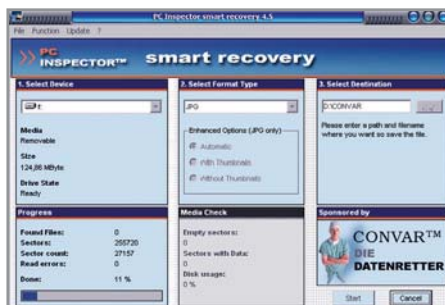 PC Inspector smart recovery 4.5
File Function Update ?
PC INSPECTOR™
smart recovery
1. Select Device
Media
Removable
Size
124,86 MByte
Drive State
Ready
2. Select Format Type
JPG
Enhanced Options (JPG only)
Automatic
With Thumbnails
Without Thumbnails
3. Select Destination
D:\CONVAR
Please enter a path and filename
where you want so save the file.
Progress
Found Files: 0
Sectors: 255720
Sector count: 27157
Read errors: 0
Done: 11 %
Media Check
Empty sectors:
0
Sectors with Data:
0
Disk usage:
0 %
Sponsored by
CONVAR™
DIE
DATENRETTER
Start Cancel